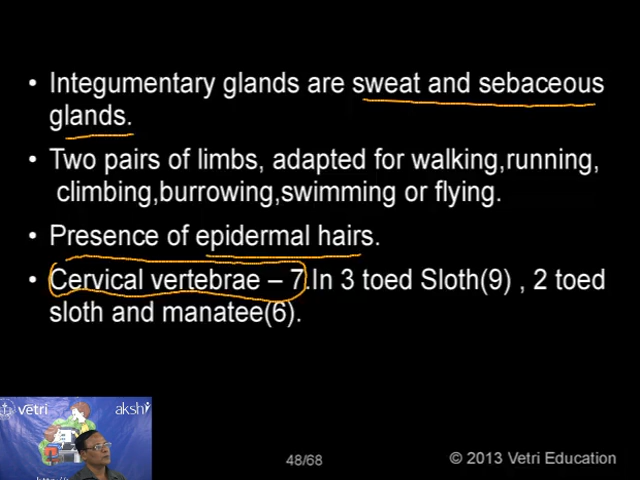 • Integumentary glands are sweat and sebaceous
glands.
• Two pairs of limbs, adapted for walking,running,
climbing,burrowing,swimming or flying.
• Presence of epidermal hairs.
• Cervical vertebrae – 7.In 3 toed Sloth(9) , 2 toed
sloth and manatee(6).
vetri
akshi
48/68
© 2013 Vetri Education